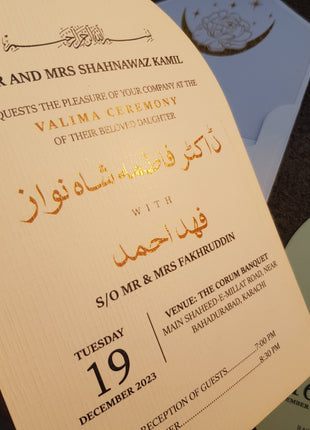 بسم الله الرحمن الرحيم
R AND MRS SHAHNAWAZ KAMIL
QUESTS THE PLEASURE OF YOUR COMPANY AT THE
VALIMA CEREMONY
OF THEIR BELOVED DAUGHTER
ڈاکٹر فاطمہ شاہ نواز
WITH
فہد احمد
S/O MR & MRS FAKHRUDDIN
TUESDAY
19
DECEMBER 2023
VENUE: THE CORUM BANQUET
MAIN SHAHEED-E-MILLAT ROAD, NEAR
BAHADURABAD, KARACHI
RECEPTION OF GUESTS 7:00 PM
8:30 PM